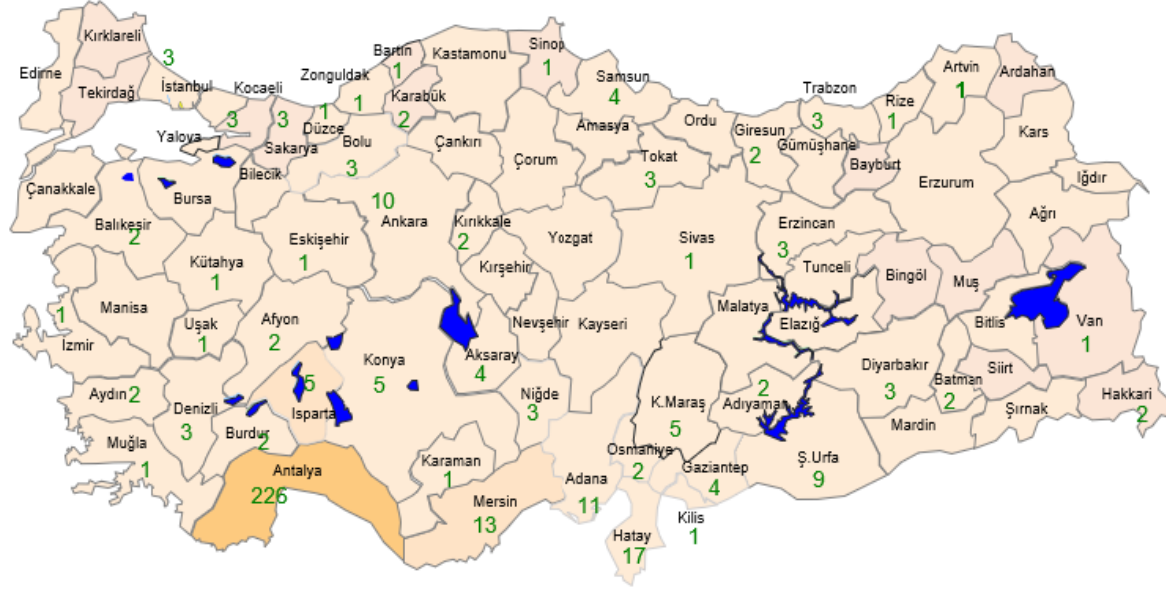 Kırklareli
Edirne
3
Tekirdağ
İstanbul
Kocaeli
3
3
Yalova
Sakarya
Zonguldak
1
1
Düzce
Bartın
1
Karabük
2
Kastamonu
Sinop
1
Samsun
4
Bolu
3
Bilecik
Çankırı
Çorum
Amasya
Tokat
3
Ordu
Giresun
2
Trabzon
3
Gümüşhane
Rize
1
Artvin
1
Ardahan
Bayburt
Kars
Iğdır
Erzurum
Ağrı
Çanakkale
Balıkesir
2
Bursa
Kütahya
1
Eskişehir
1
10
Ankara
Kırıkkale
2
Kırşehir
Yozgat
Sivas
1
Erzincan
3
Tunceli
Bingöl
Muş
Bitlis
Van
1
Manisa
1
İzmir
Uşak
1
Afyon
2
Konya
5
Aksaray
4
Nevşehir
Kayseri
Malatya
Elazığ
Diyarbakır
3
Batman
2
Siirt
Hakkari
2
Şırnak
Mardin
Aydın
2
Denizli
3
5
Isparta
Burdur
2
Muğla
1
Antalya
226
Karaman
1
Niğde
3
Mersin
13
Adana
11
K.Maraş
5
2
Adıyaman
Osmaniye
2
Gaziantep
4
Ş.Urfa
9
Kilis
1
Hatay
17